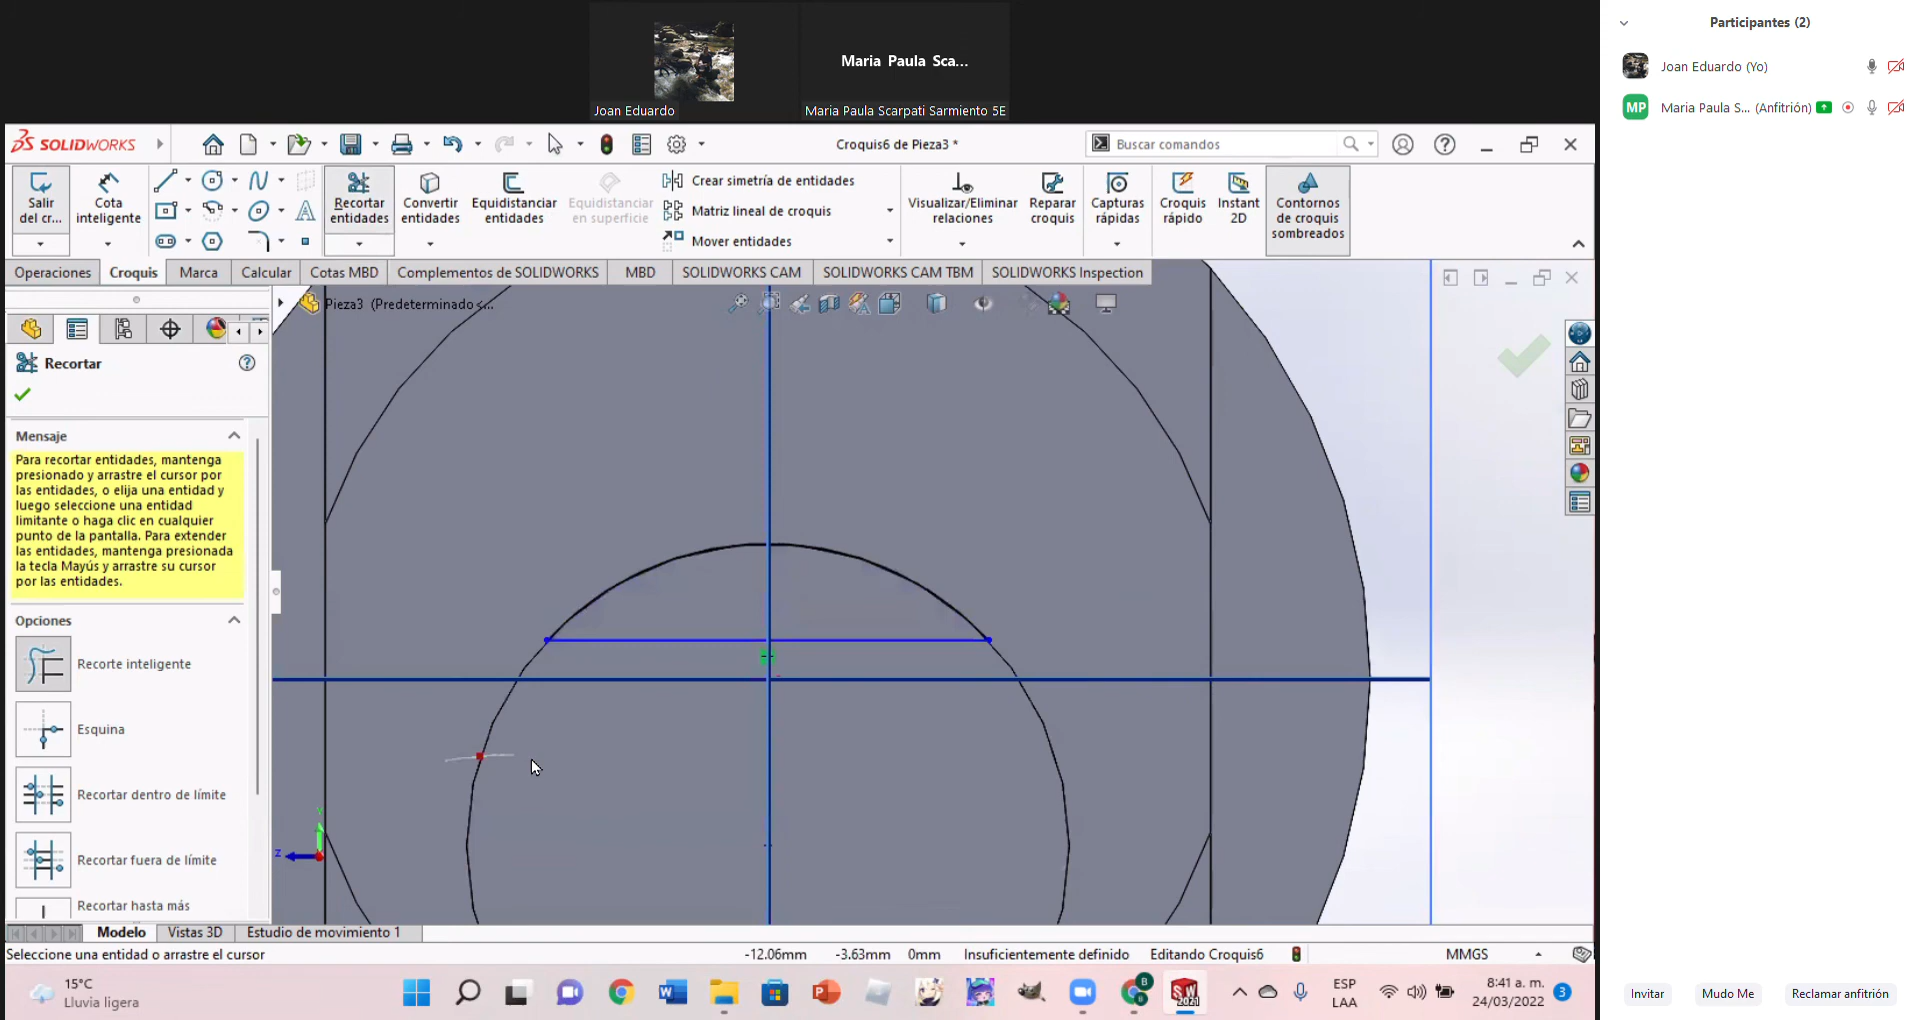 Maria Paula Sca...
Joan Eduardo
Maria Paula Scarpati Sarmiento 5E
Participantes (2)
Joan Eduardo (Yo)
MP
Maria Paula S... (Anfitrión)
SOLIDWORKS
Croquis6 de Pieza3 *
Buscar comandos
Salir
del cr...
Cota
inteligente
Recortar
entidades
Convertir
entidades
Equidistanciar
entidades
Equidistanciar
en superficie
Crear simetría de entidades
Matriz lineal de croquis
Mover entidades
Visualizar/Eliminar
relaciones
Reparar
croquis
Capturas
rápidas
Croquis
rápido
Instant
2D
Contornos
de croquis
sombreados
Operaciones
Croquis
Marca
Calcular
Cotas MBD
Complementos de SOLIDWORKS
MBD
SOLIDWORKS CAM
SOLIDWORKS CAM TBM
SOLIDWORKS Inspection
Pieza3 (Predeterminado <...
Recortar
Mensaje
Para recortar entidades, mantenga
presionado y arrastre el cursor por
las entidades, o elija una entidad y
luego seleccione una entidad
limitante o haga clic en cualquier
punto de la pantalla. Para extender
las entidades, mantenga presionada
la tecla Mayús y arrastre su cursor
por las entidades.
Opciones
Recorte inteligente
Esquina
Recortar dentro de límite
Recortar fuera de límite
Recortar hasta más
Y
Z
Modelo
Vistas 3D
Estudio de movimiento 1
Seleccione una entidad o arrastre el cursor
-12.06mm
-3.63mm
0mm
Insuficientemente definido
Editando Croquis6
MMGS
15°C
Lluvia ligera
ESP
LAA
8:41 a. m.
24/03/2022
3
Invitar
Mudo Me
Reclamar anfitrión